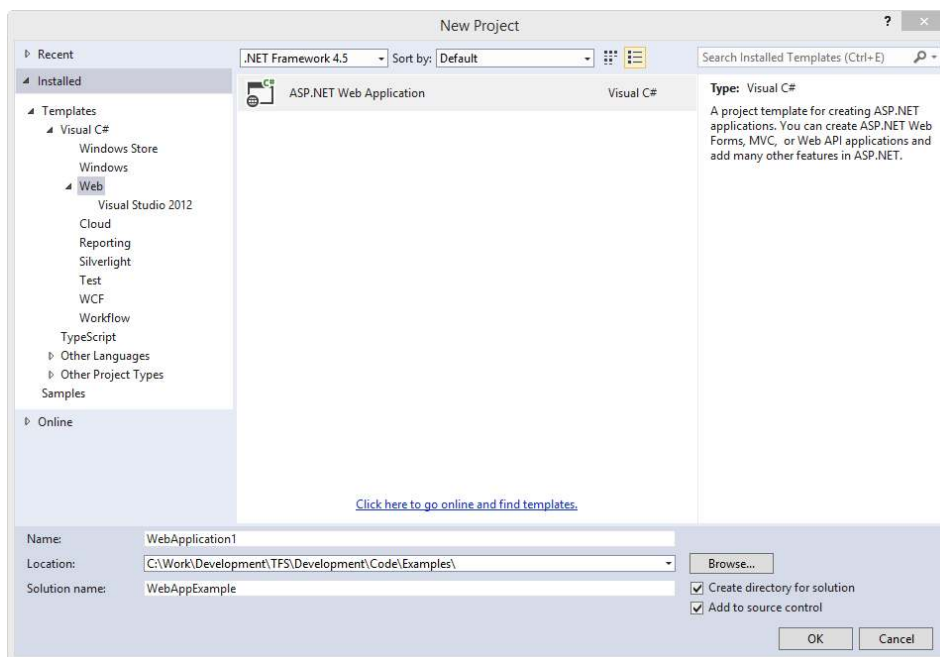 New Project
?
Recent
Installed
Templates
Visual C#
Windows Store
Windows
Web
Visual Studio 2012
Cloud
Reporting
Silverlight
Test
WCF
Workflow
TypeScript
Other Languages
Other Project Types
Samples
Online
.NET Framework 4.5
Sort by: Default
Search Installed Templates (Ctrl+E)
C#
ASP.NET Web Application
Visual C#
Type: Visual C#
A project template for creating ASP.NET
applications. You can create ASP.NET Web
Forms, MVC, or Web API applications and
add many other features in ASP.NET.
Click here to go online and find templates.
Name: WebApplication1
Location: C:\Work\Development\TFS\Development\Code\Examples\
Browse...
Solution name: WebAppExample
Create directory for solution
Add to source control
OK
Cancel